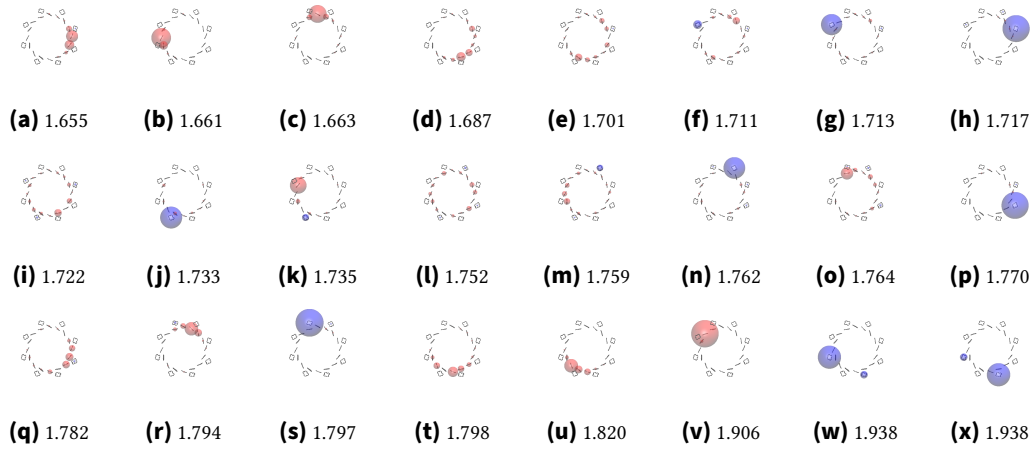 (a) 1.655 (b) 1.661 (c) 1.663 (d) 1.687 (e) 1.701 (f) 1.711 (g) 1.713 (h) 1.717
(i) 1.722 (j) 1.733 (k) 1.735 (l) 1.752 (m) 1.759 (n) 1.762 (o) 1.764 (p) 1.770
(q) 1.782 (r) 1.794 (s) 1.797 (t) 1.798 (u) 1.820 (v) 1.906 (w) 1.938 (x) 1.938